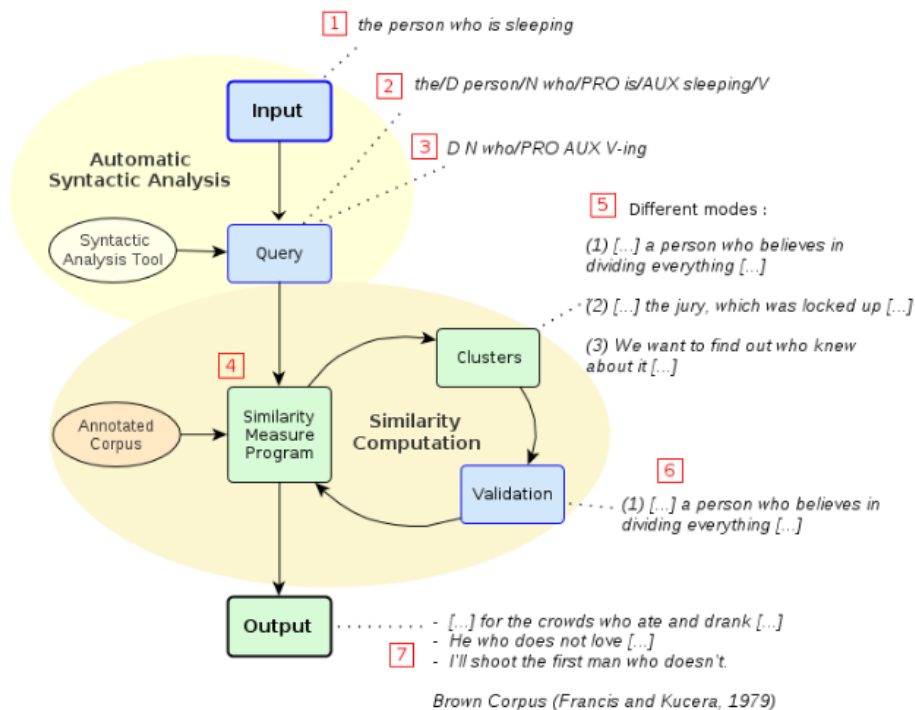 1 the person who is sleeping
2 the/D person/N who/PRO is/AUX sleeping/V
Input
3 D N who/PRO AUX V-ing
Automatic
Syntactic Analysis
5 Different modes :
Syntactic
Analysis Tool
Query
(1) [...] a person who believes in
dividing everything [...]
(2) [...] the jury, which was locked up [...]
(3) We want to find out who knew
about it [...]
4
Clusters
Annotated
Corpus
Similarity
Measure
Program
Similarity
Computation
6
Validation
(1) [...] a person who believes in
dividing everything [...]
Output
7
- [...] for the crowds who ate and drank [...]
- He who does not love [...]
- I'll shoot the first man who doesn't.
Brown Corpus (Francis and Kucera, 1979)